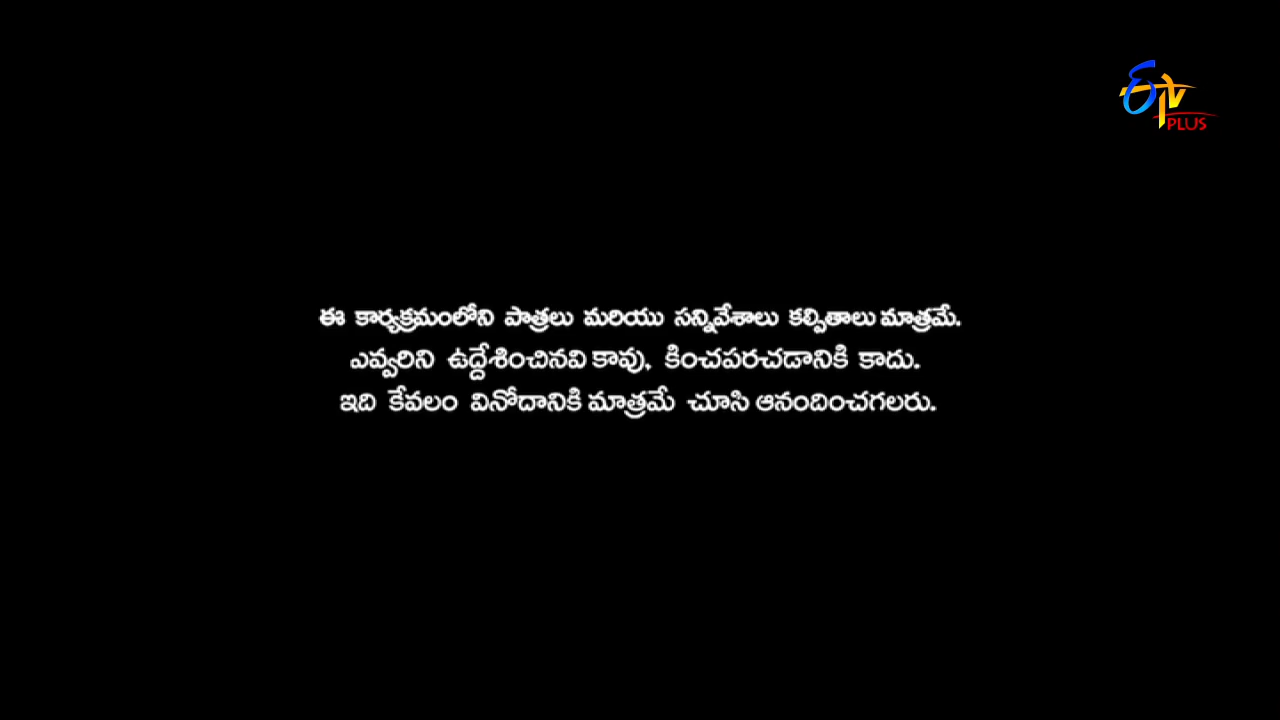 ETV
PLUS
ఈ కార్యక్రమంలోని పాత్రలు మరియు సన్నివేశాలు కల్పితాలు మాత్రమే.
ఎవ్వరిని ఉద్దేశించినవి కావు, కించపరచడానికి కాదు.
ఇది కేవలం వినోదానికి మాత్రమే చూసి ఆనందించగలరు.